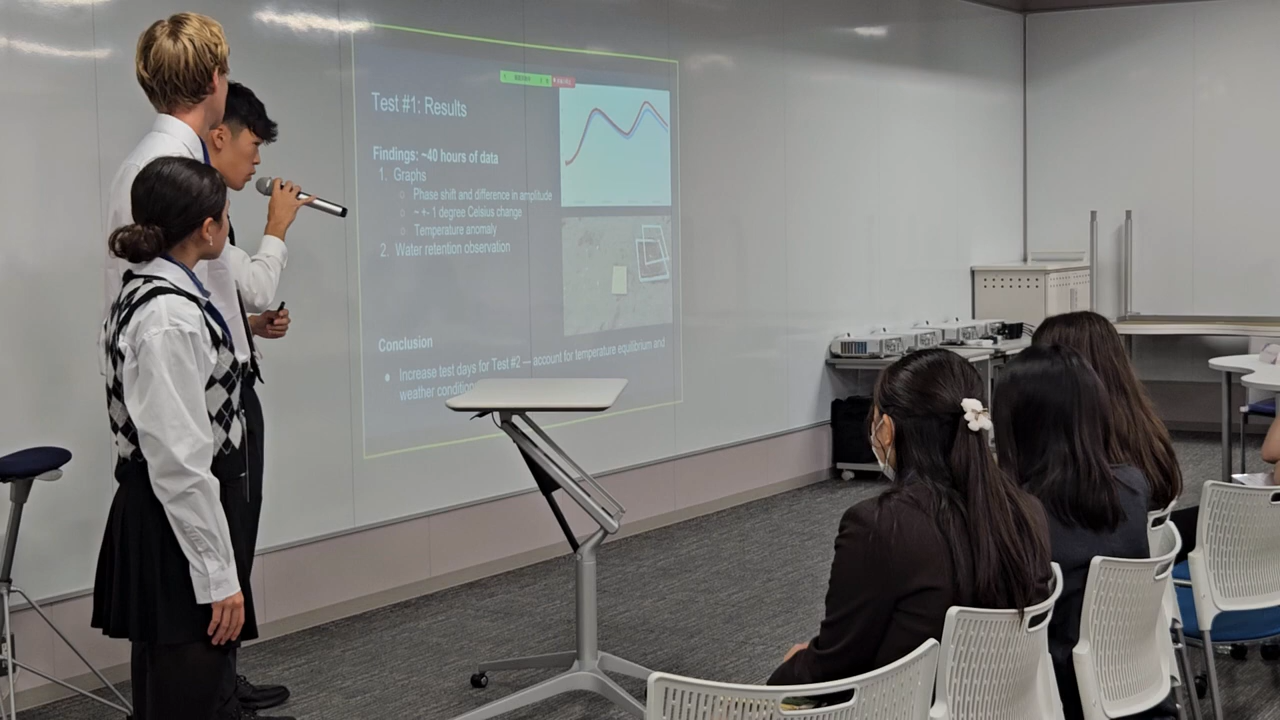 Test #1: Results
Findings: ~40 hours of data
1. Graphs
○ Phase shift and difference in amplitude
○ ~ +- 1 degree Celsius change
○ Temperature anomaly
2. Water retention observation
Conclusion
● Increase test days for Test #2 — account for temperature equilibrium and
weather condition